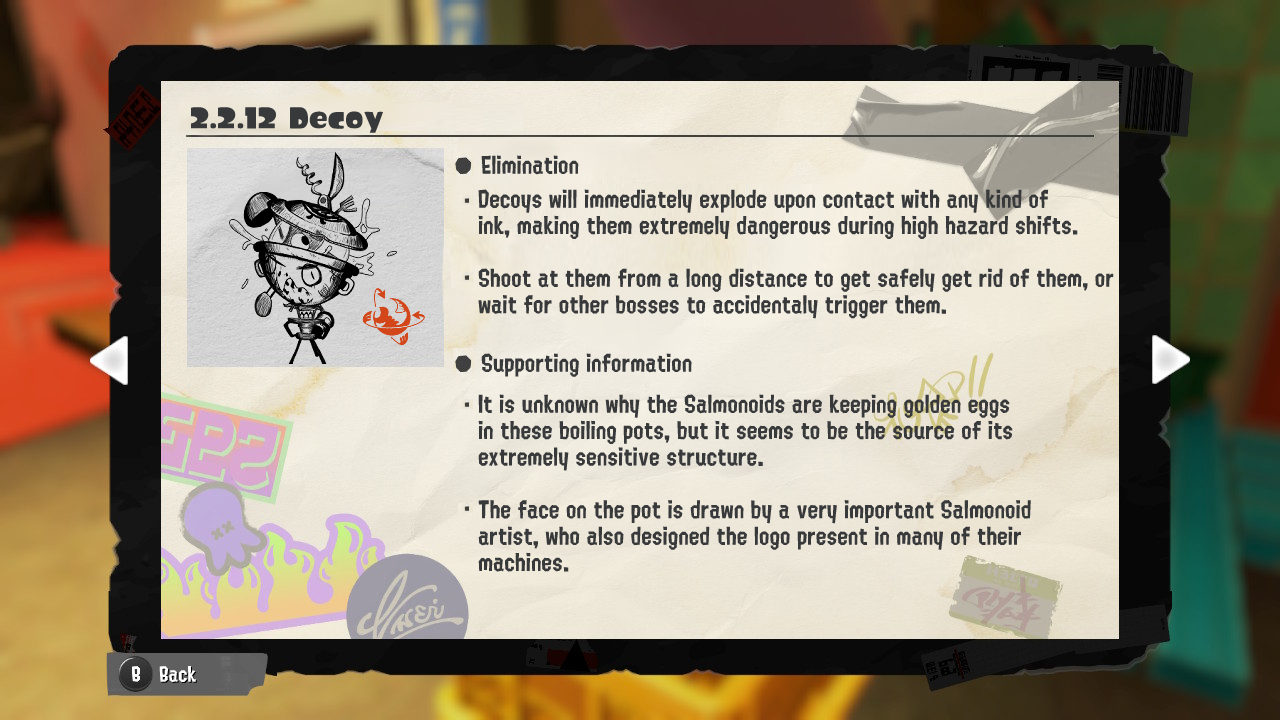 2.2.12 Decoy
● Elimination
· Decoys will immediately explode upon contact with any kind of
ink, making them extremely dangerous during high hazard shifts.
· Shoot at them from a long distance to get safely get rid of them, or
wait for other bosses to accidentaly trigger them.
● Supporting information
· It is unknown why the Salmonoids are keeping golden eggs
in these boiling pots, but it seems to be the source of its
extremely sensitive structure.
· The face on the pot is drawn by a very important Salmonoid
artist, who also designed the logo present in many of their
machines.
B Back